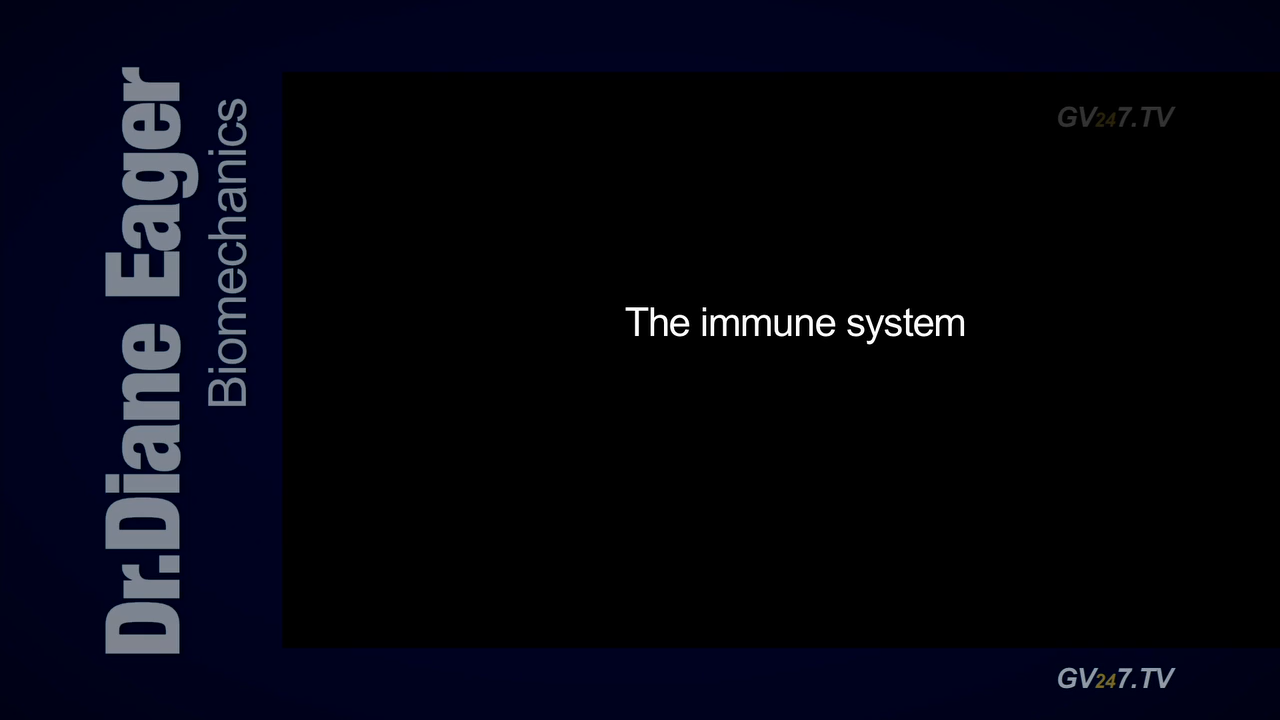 Dr.Diane Eager
Biomechanics
GV247.TV
The immune system
GV247.TV